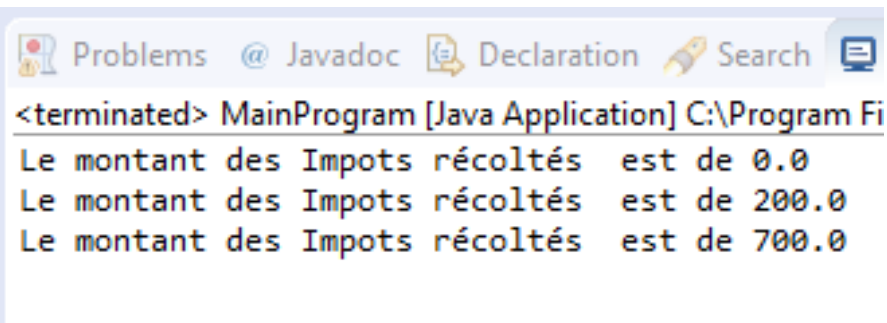 Problems @ Javadoc Declaration Search
<terminated> MainProgram [Java Application] C:\Program Fi
Le montant des Impots récoltés  est de 0.0
Le montant des Impots récoltés  est de 200.0
Le montant des Impots récoltés  est de 700.0